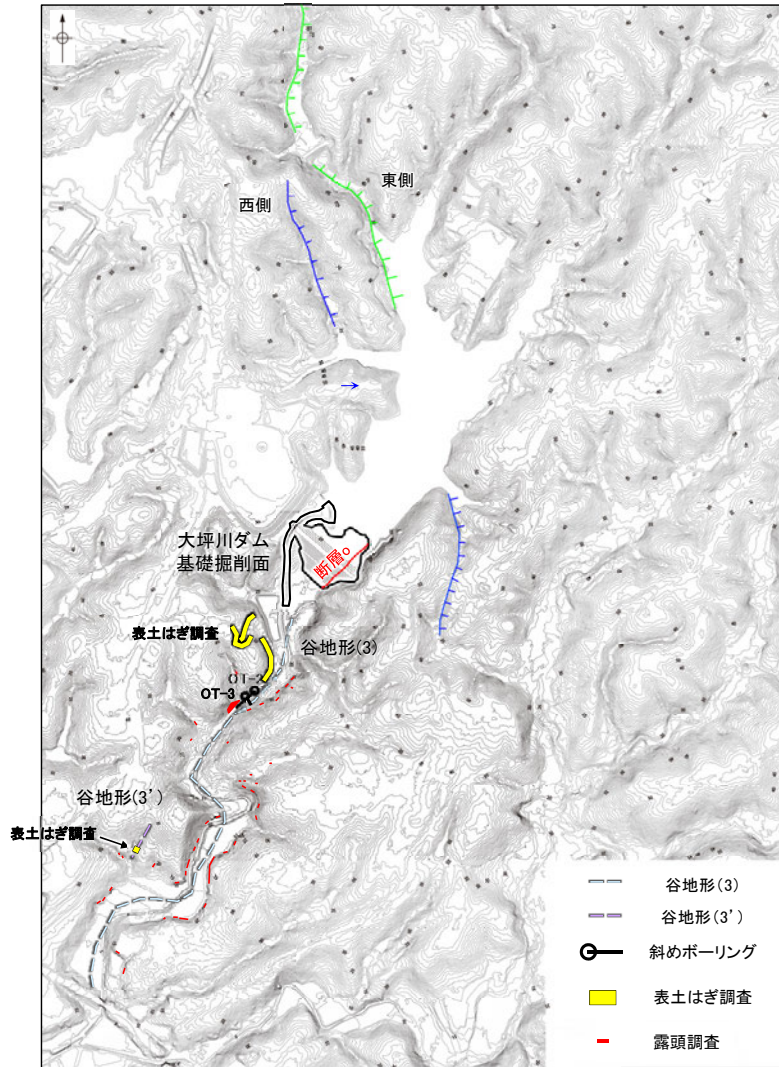 東側
西側
→
大坪川ダム
基礎掘削面
断層o
表土はぎ調査
谷地形(3)
OT-2
OT-3
谷地形(3’)
表土はぎ調査
谷地形(3)
谷地形(3’)
斜めボーリング
表土はぎ調査
露頭調査